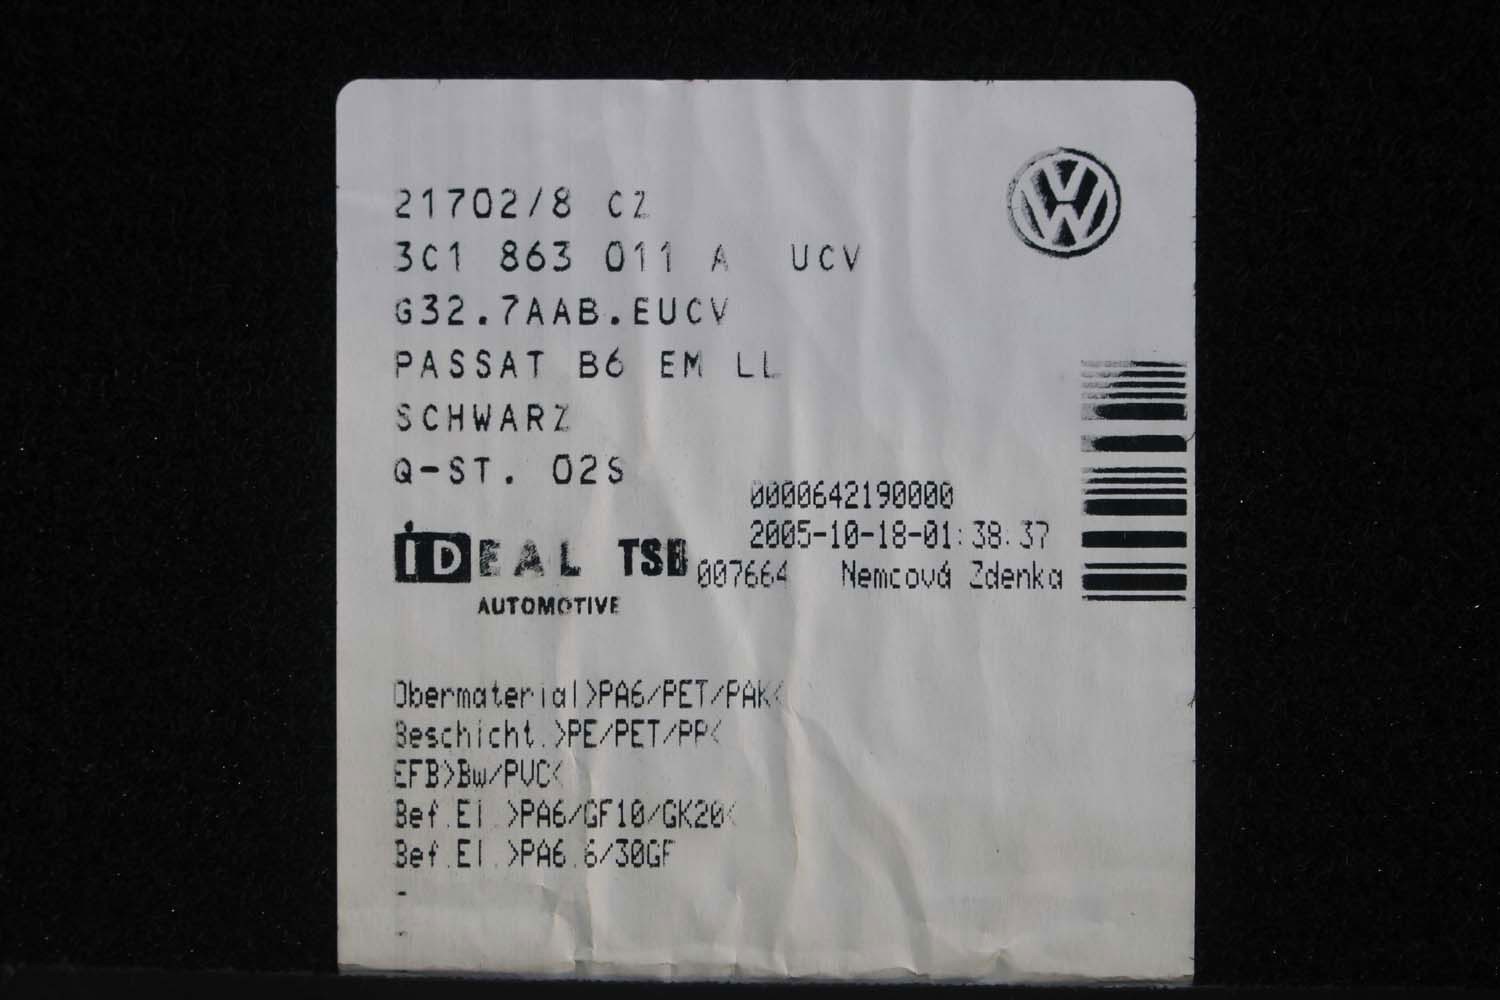 21702/8 CZ
3C1 863 011 A UCV
G32.7AAB.EUCV
PASSAT B6 EM LL
SCHWARZ
Q-ST. 02S
0000642190000
2005-10-18-01:38:37
IDEAL TSB 007664 Nemcová Zdenka
AUTOMOTIVE
Obermaterial>PA6/PET/PAK<
Beschicht.>PE/PET/PP<
EFB>Bw/PVC<
Bef.El.>PA6/GF10/GK20<
Bef.El.>PA6.6/30GF
-
-